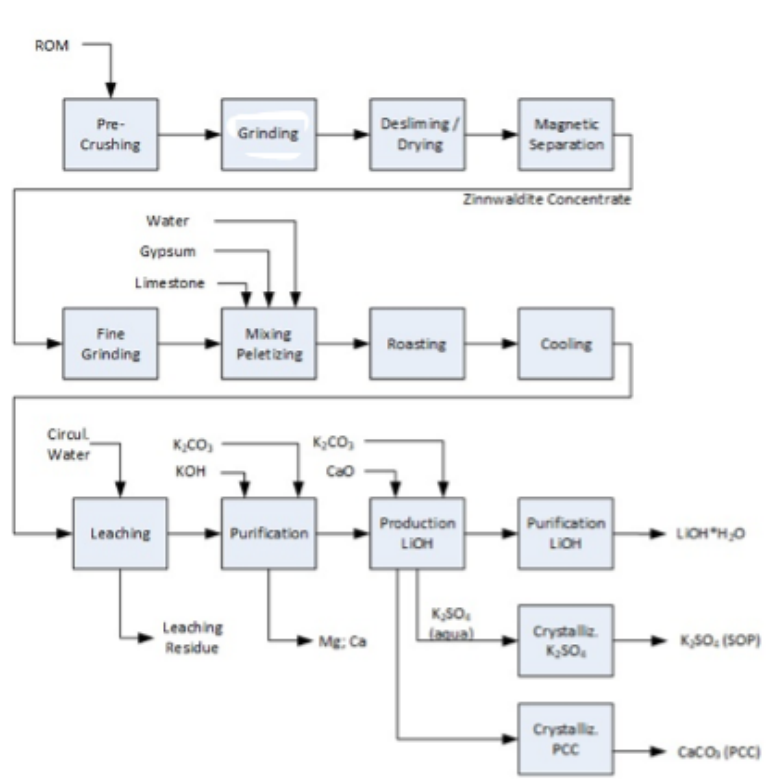 ROM
Pre-
Crushing
Grinding
Desliming /
Drying
Magnetic
Separation
Zinnwaldite Concentrate
Water
Gypsum
Limestone
Fine
Grinding
Mixing
Peletizing
Roasting
Cooling
Circul.
Water
K₂CO₃
KOH
K₂CO₃
CaO
Leaching
Purification
Production
LiOH
Purification
LiOH
LiOH*H₂O
Leaching
Residue
Mg; Ca
K₂SO₄
(aqua)
Crystalliz.
K₂SO₄
K₂SO₄ (SOP)
Crystalliz.
PCC
CaCO₃ (PCC)